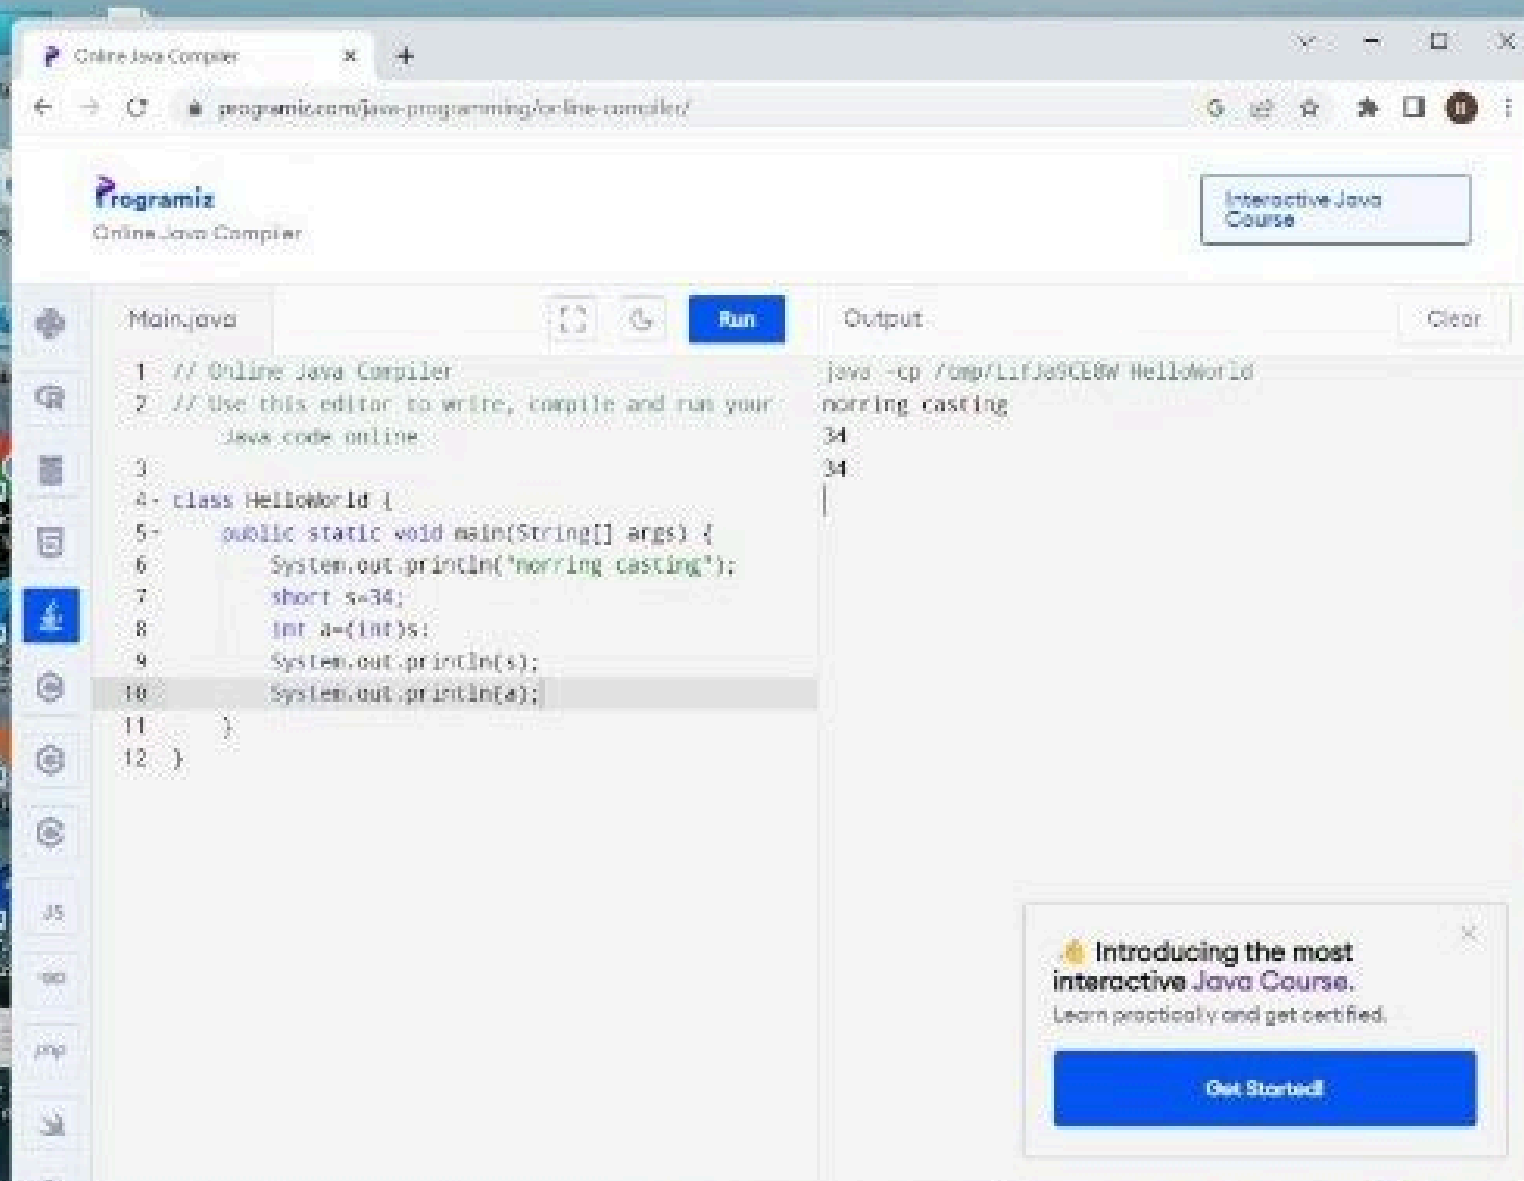 Online Java Compiler
programiz.com/java-programming/online-compiler/
Programiz
Online Java Compiler
Interactive Java
Course
Main.java
Run
Output
Clear
1 // Online Java Compiler
2 // Use this editor to write, compile and run your
Java code online
3
4 class HelloWorld {
5 public static void main(String[] args) {
6 System.out.println("norring casting");
7 short s=34;
8 int a=(int)s;
9 System.out.println(s);
10 System.out.println(a);
11 }
12 }
java -cp HelloWorld
norring casting
34
34
JS
GO
php
Introducing the most
interactive Java Course.
Learn practically and get certified.
Get Started!